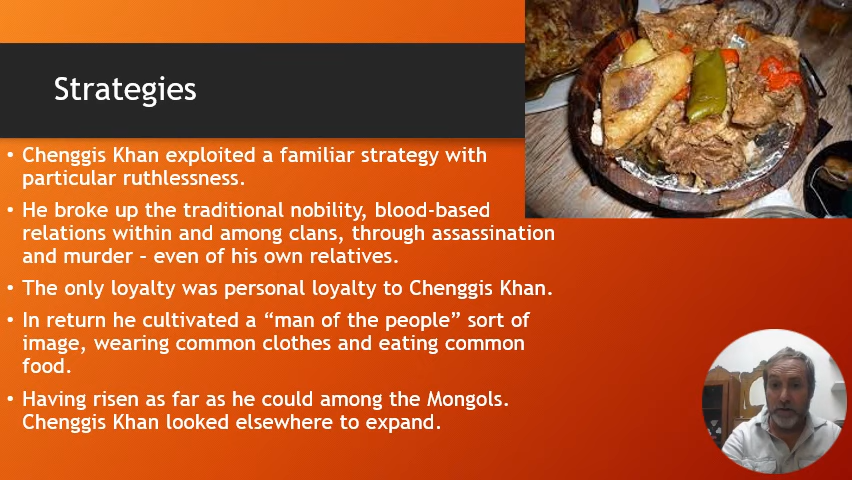 Strategies
• Chenggis Khan exploited a familiar strategy with
particular ruthlessness.
• He broke up the traditional nobility, blood-based
relations within and among clans, through assassination
and murder – even of his own relatives.
• The only loyalty was personal loyalty to Chenggis Khan.
• In return he cultivated a “man of the people” sort of
image, wearing common clothes and eating common
food.
• Having risen as far as he could among the Mongols.
Chenggis Khan looked elsewhere to expand.